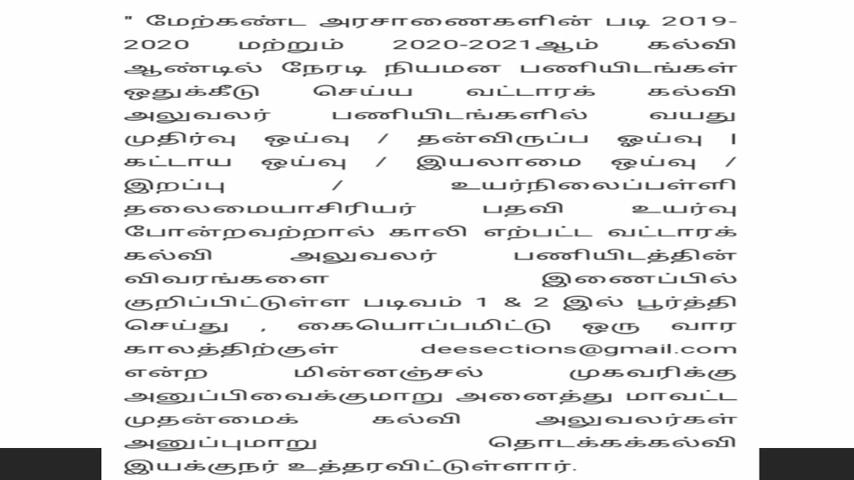 " மேற்கண்ட அரசாணைகளின் படி 2019-
2020 மற்றும் 2020-2021ஆம் கல்வி
ஆண்டில் நேரடி நியமன பணியிடங்கள்
ஒதுக்கீடு செய்ய வட்டாரக் கல்வி
அலுவலர் பணியிடங்களில் வயது
முதிர்வு ஒய்வு / தன்விருப்ப ஓய்வு |
கட்டாய ஒய்வு / இயலாமை ஒய்வு /
இறப்பு / உயர்நிலைப்பள்ளி
தலைமையாசிரியர் பதவி உயர்வு
போன்றவற்றால் காலி எற்பட்ட வட்டாரக்
கல்வி அலுவலர் பணியிடத்தின்
விவரங்களை இணைப்பில்
குறிப்பிட்டுள்ள படிவம் 1 & 2 இல் பூர்த்தி
செய்து , கையொப்பமிட்டு ஒரு வார
காலத்திற்குள் deesections@gmail.com
என்ற மின்னஞ்சல் முகவரிக்கு
அனுப்பிவைக்குமாறு அனைத்து மாவட்ட
முதன்மைக் கல்வி அலுவலர்கள்
அனுப்புமாறு தொடக்கக்கல்வி
இயக்குநர் உத்தரவிட்டுள்ளார்.